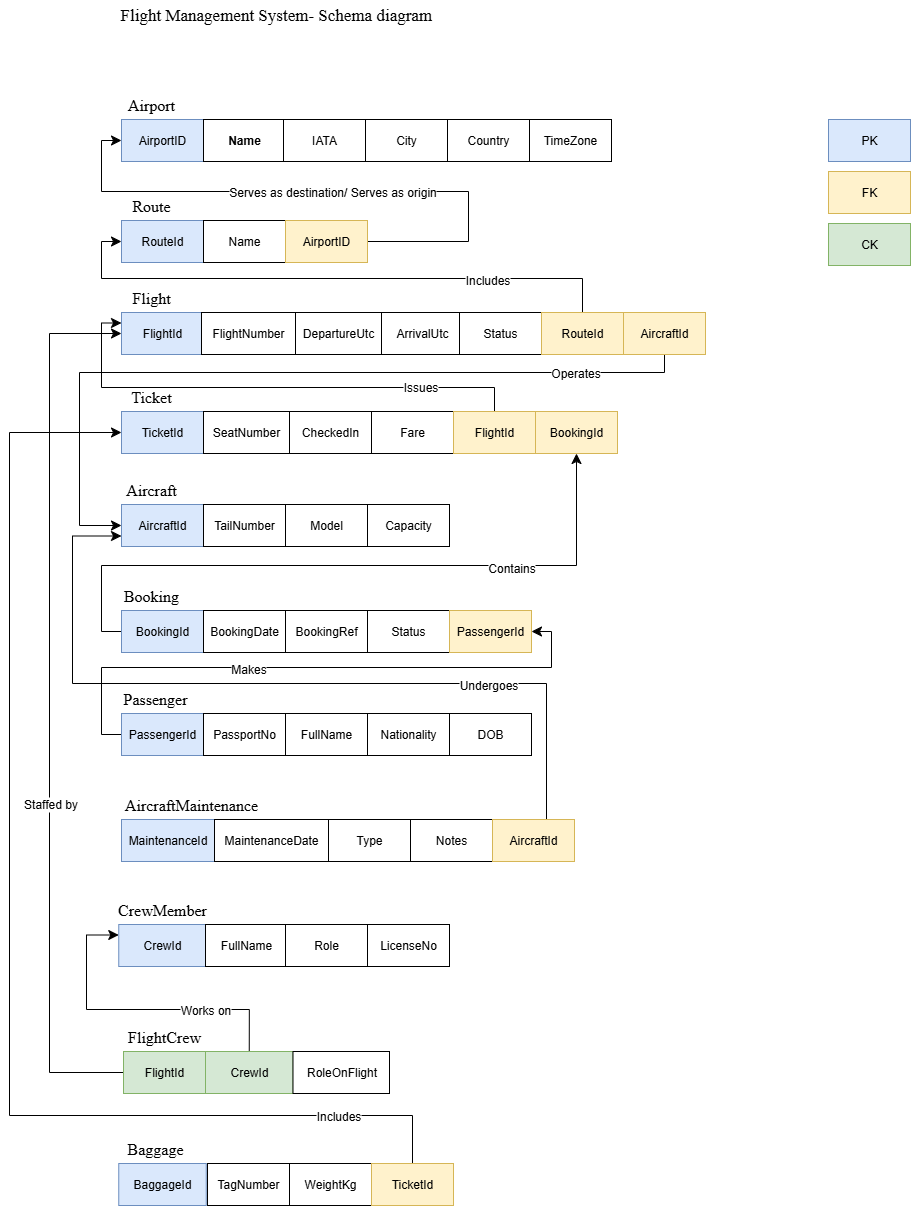 Flight Management System- Schema diagram
Airport
AirportID Name IATA City Country TimeZone PK
FK
Serves as destination/ Serves as origin
Route
RouteId Name AirportID CK
Includes
Flight
FlightId FlightNumber DepartureUtc ArrivalUtc Status RouteId AircraftId
Operates
Issues
Ticket
TicketId SeatNumber CheckedIn Fare FlightId BookingId
Aircraft
AircraftId TailNumber Model Capacity
Contains
Booking
BookingId BookingDate BookingRef Status PassengerId
Makes
Undergoes
Passenger
PassengerId PassportNo FullName Nationality DOB
Staffed by
AircraftMaintenance
MaintenanceId MaintenanceDate Type Notes AircraftId
CrewMember
CrewId FullName Role LicenseNo
Works on
FlightCrew
FlightId CrewId RoleOnFlight
Includes
Baggage
BaggageId TagNumber WeightKg TicketId